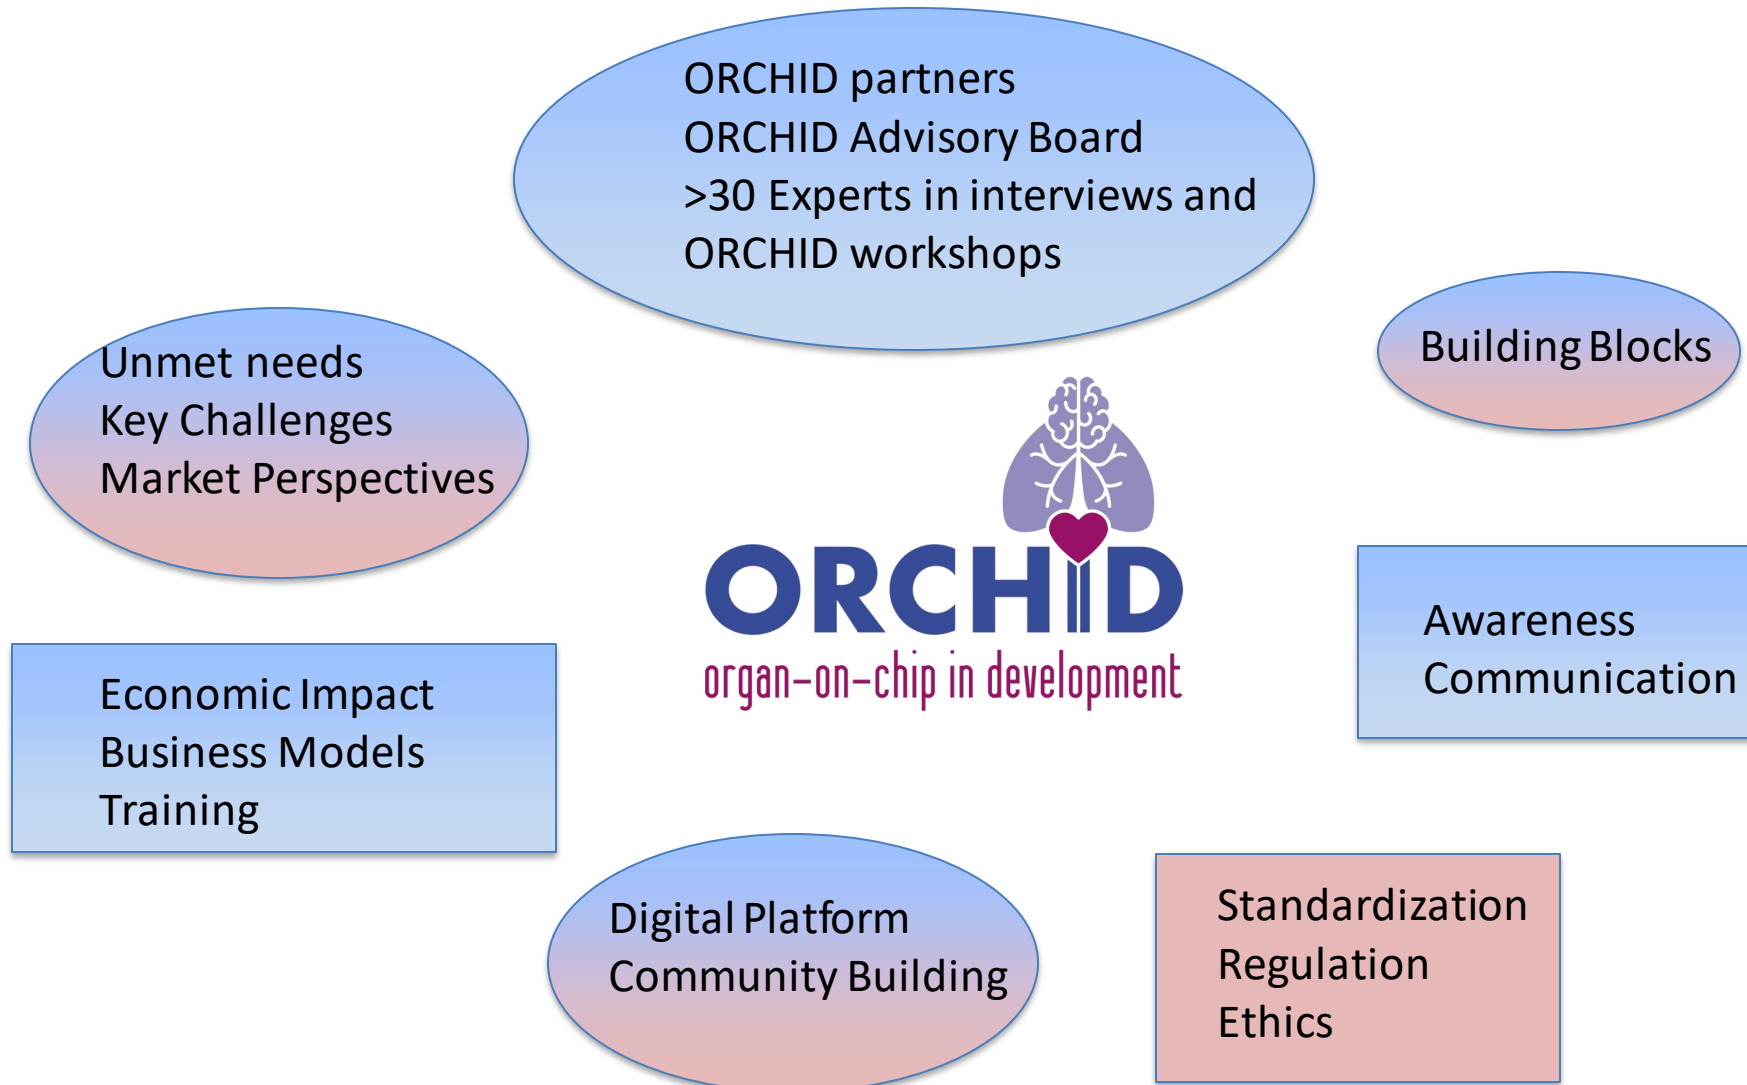 ORCHID partners
ORCHID Advisory Board
>30 Experts in interviews and
ORCHID workshops
Unmet needs
Key Challenges
Market Perspectives
Building Blocks
ORCHID
organ-on-chip in development
Awareness
Communication
Economic Impact
Business Models
Training
Digital Platform
Community Building
Standardization
Regulation
Ethics